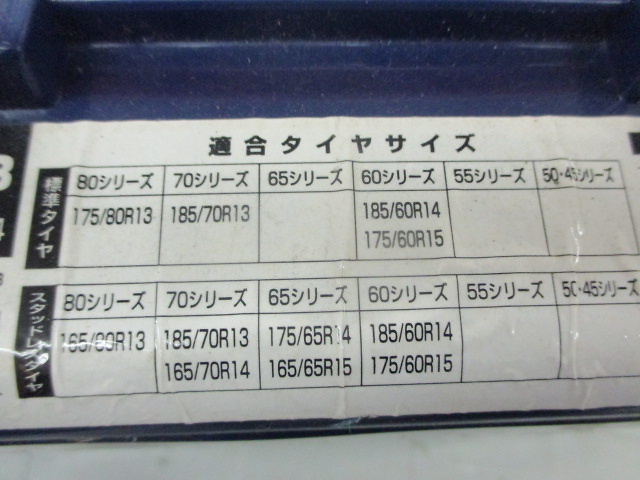 適合タイヤサイズ
標準タイヤ
80シリーズ 70シリーズ 65シリーズ 60シリーズ 55シリーズ 50・45シリーズ
175/80R13 185/70R13 185/60R14
175/60R15
スタッドレスタイヤ
80シリーズ 70シリーズ 65シリーズ 60シリーズ 55シリーズ 50・45シリーズ
165/80R13 185/70R13 175/65R14 185/60R14
165/70R14 165/65R15 175/60R15